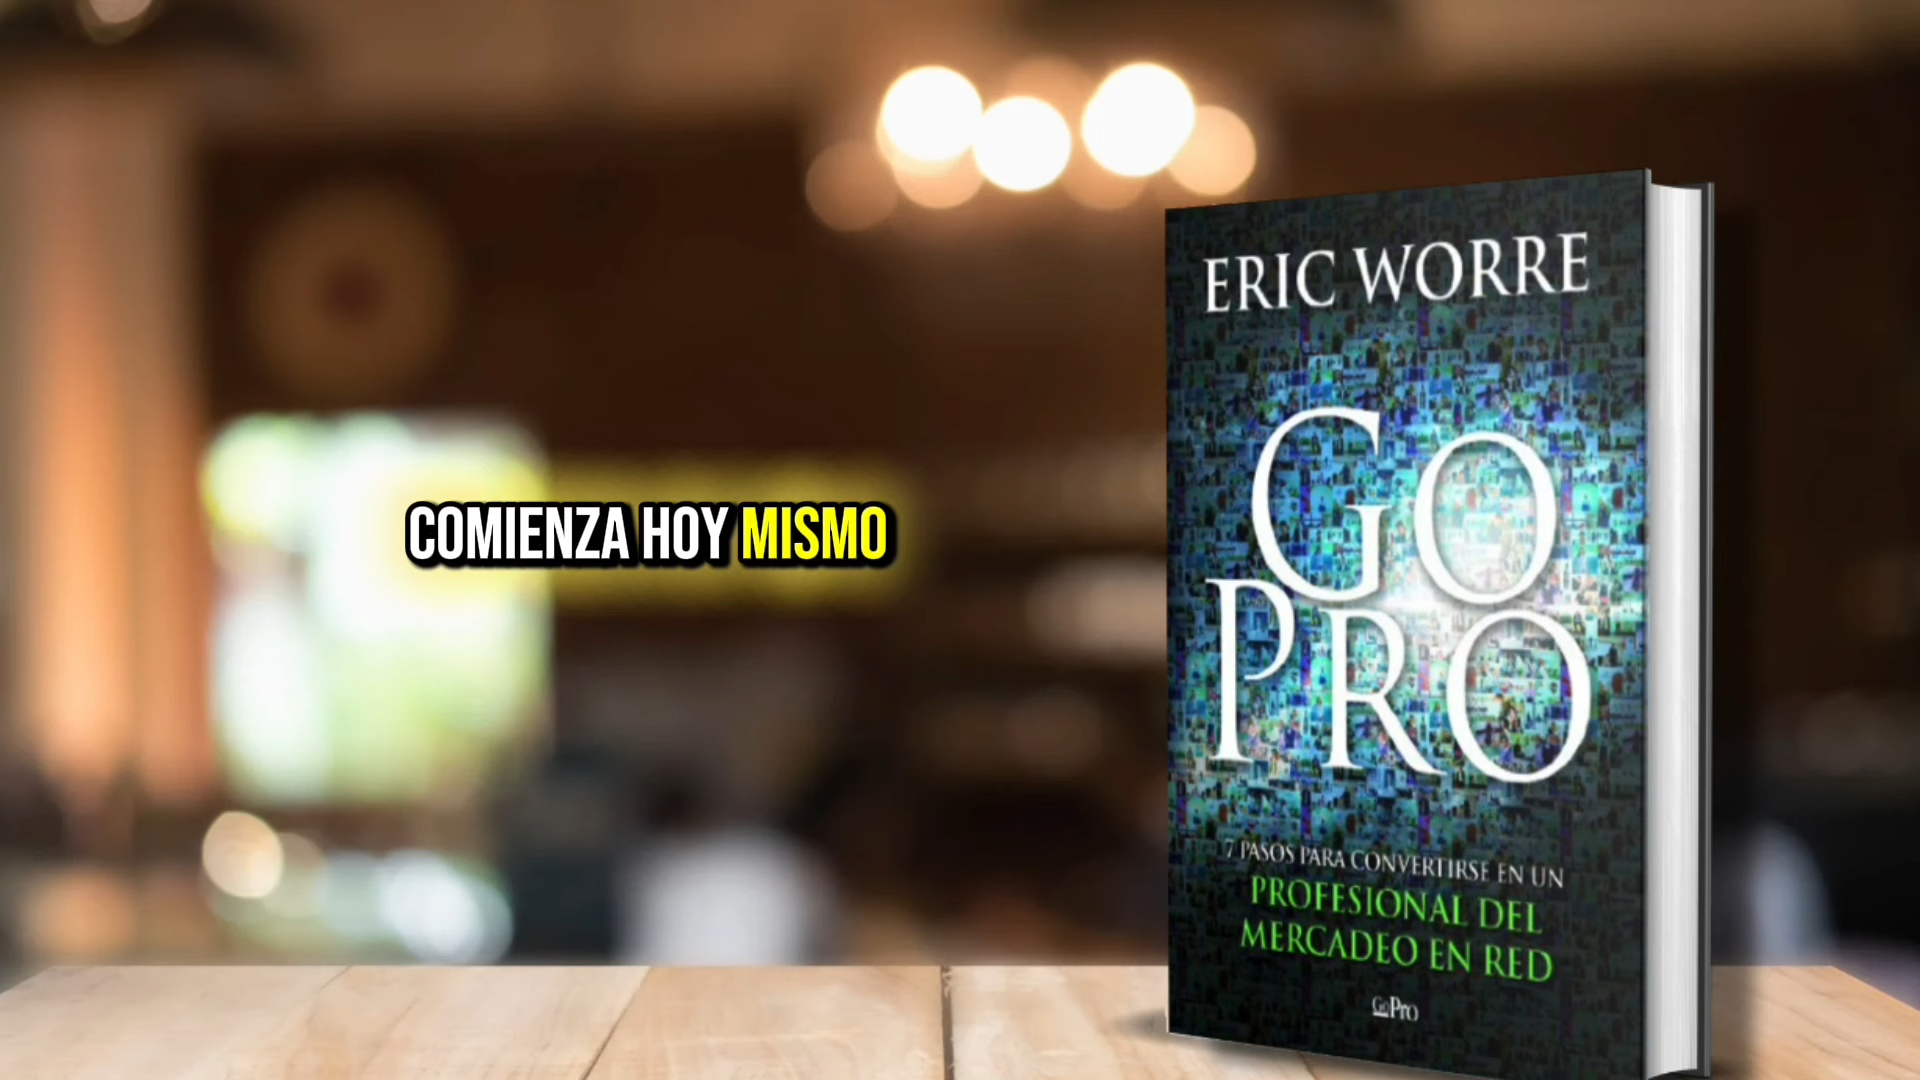 COMIENZA HOY MISMO
ERIC WORRE
GO
PRO
7 PASOS PARA CONVERTIRSE EN UN
PROFESIONAL DEL
MERCADEO EN RED
GoPro